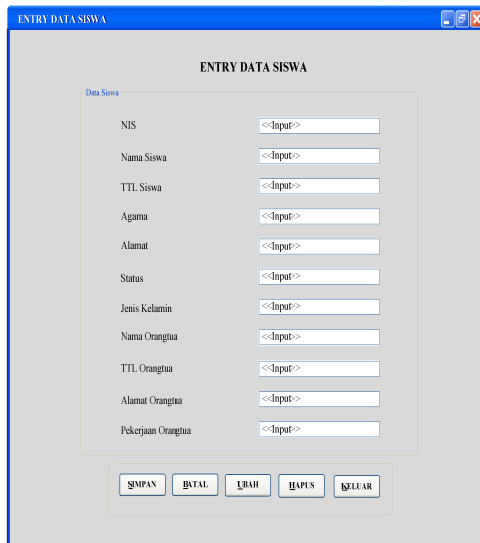 ENTRY DATA SISWA
ENTRY DATA SISWA
Data Siswa
NIS <<Input>>
Nama Siswa <<Input>>
TTL Siswa <<Input>>
Agama <<Input>>
Alamat <<Input>>
Status <<Input>>
Jenis Kelamin <<Input>>
Nama Orangtua <<Input>>
TTL Orangtua <<Input>>
Alamat Orangtua <<Input>>
Pekerjaan Orangtua <<Input>>
SIMPAN BATAL UBAH HAPUS KELUAR